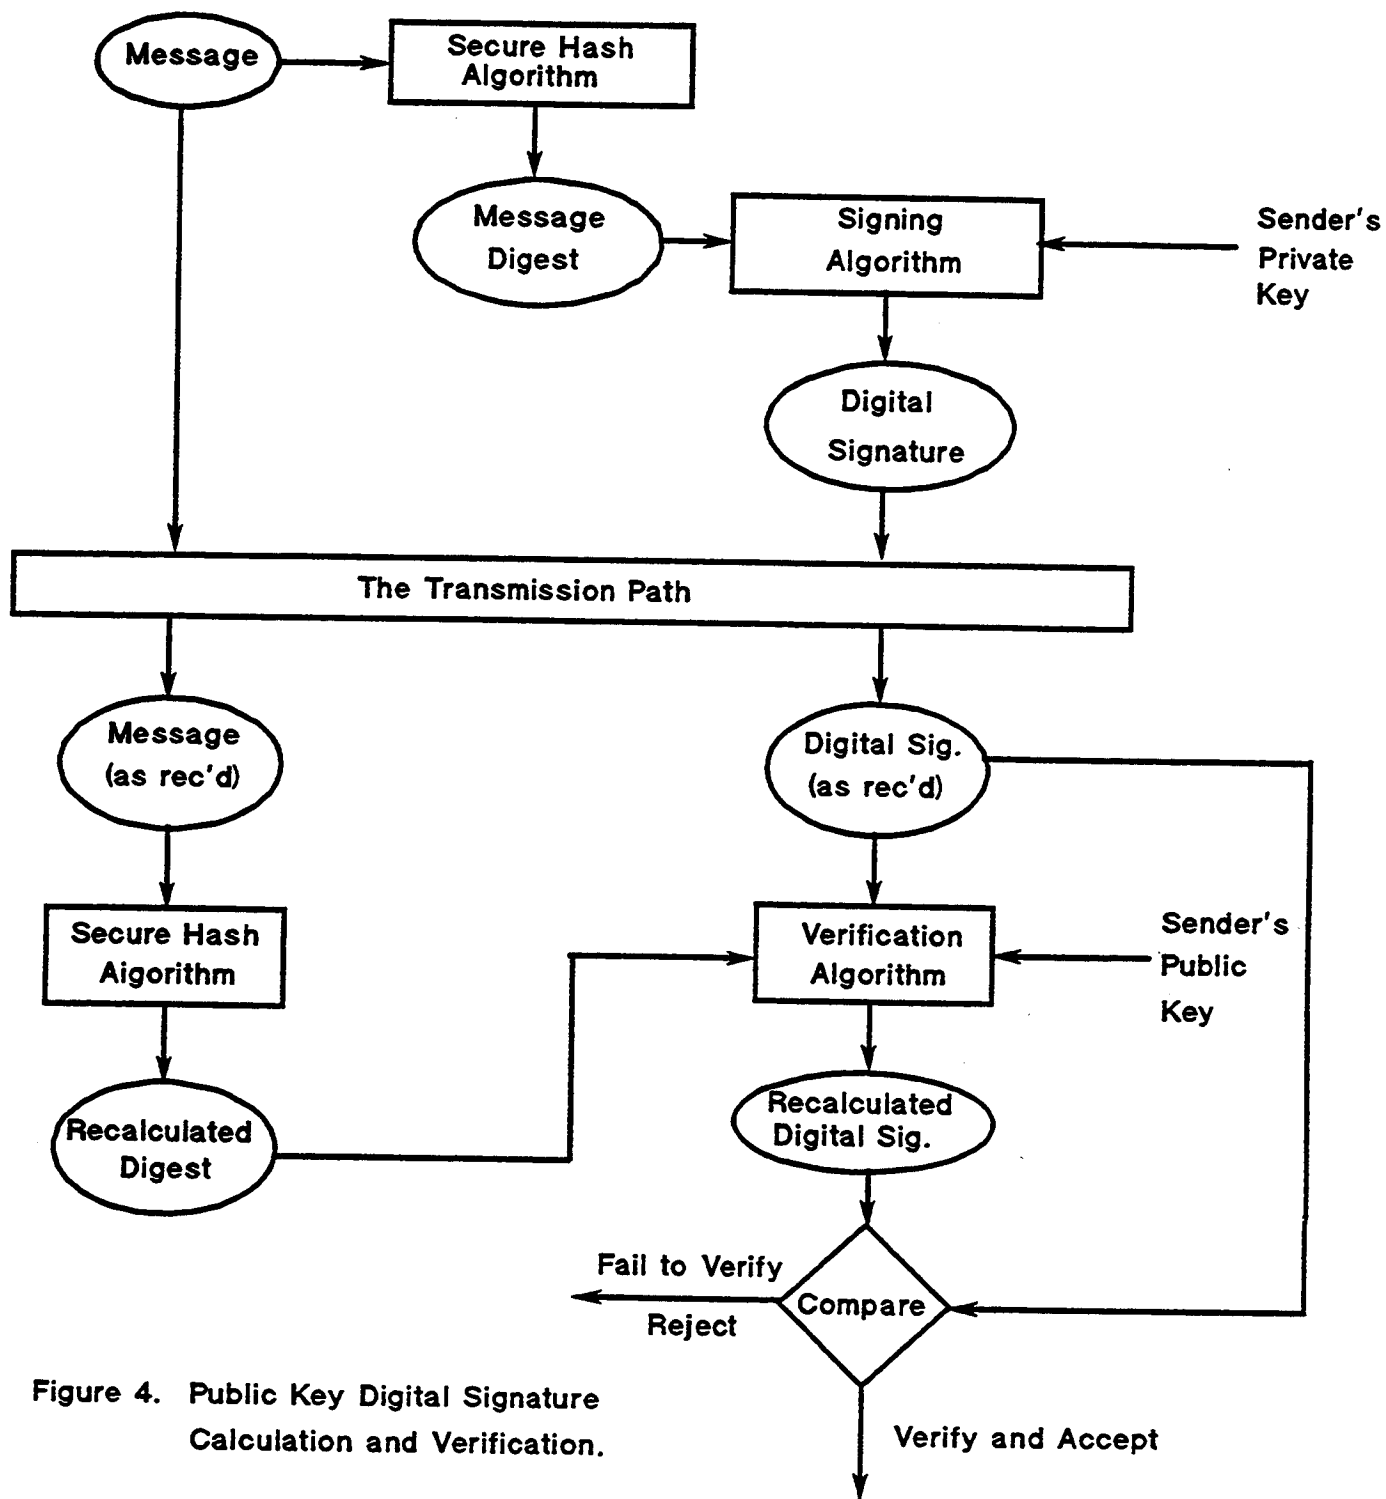 Message
Secure Hash
Algorithm
Message
Digest
Signing
Algorithm
Sender's
Private
Key
Digital
Signature
The Transmission Path
Message
(as rec'd)
Digital Sig.
(as rec'd)
Secure Hash
Algorithm
Verification
Algorithm
Sender's
Public
Key
Recalculated
Digest
Recalculated
Digital Sig.
Fail to Verify
Reject
Compare
Figure 4. Public Key Digital Signature
Calculation and Verification.
Verify and Accept